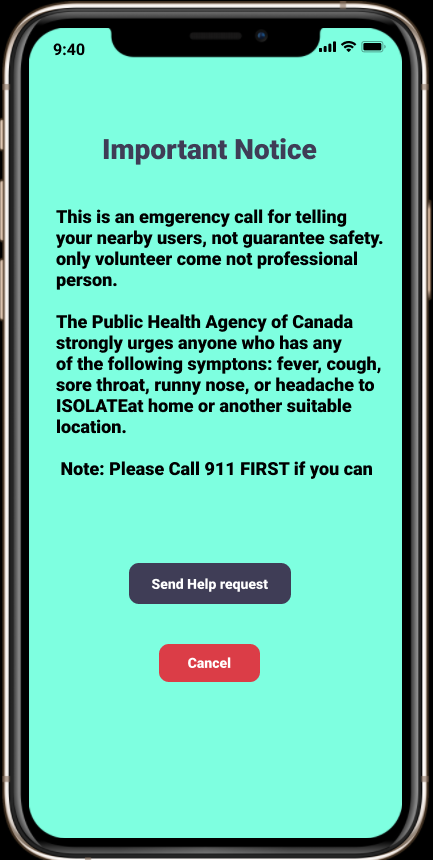 9:40
Important Notice
This is an emgerency call for telling
your nearby users, not guarantee safety.
only volunteer come not professional
person.
The Public Health Agency of Canada
strongly urges anyone who has any
of the following symptons: fever, cough,
sore throat, runny nose, or headache to
ISOLATEat home or another suitable
location.
Note: Please Call 911 FIRST if you can
Send Help request
Cancel